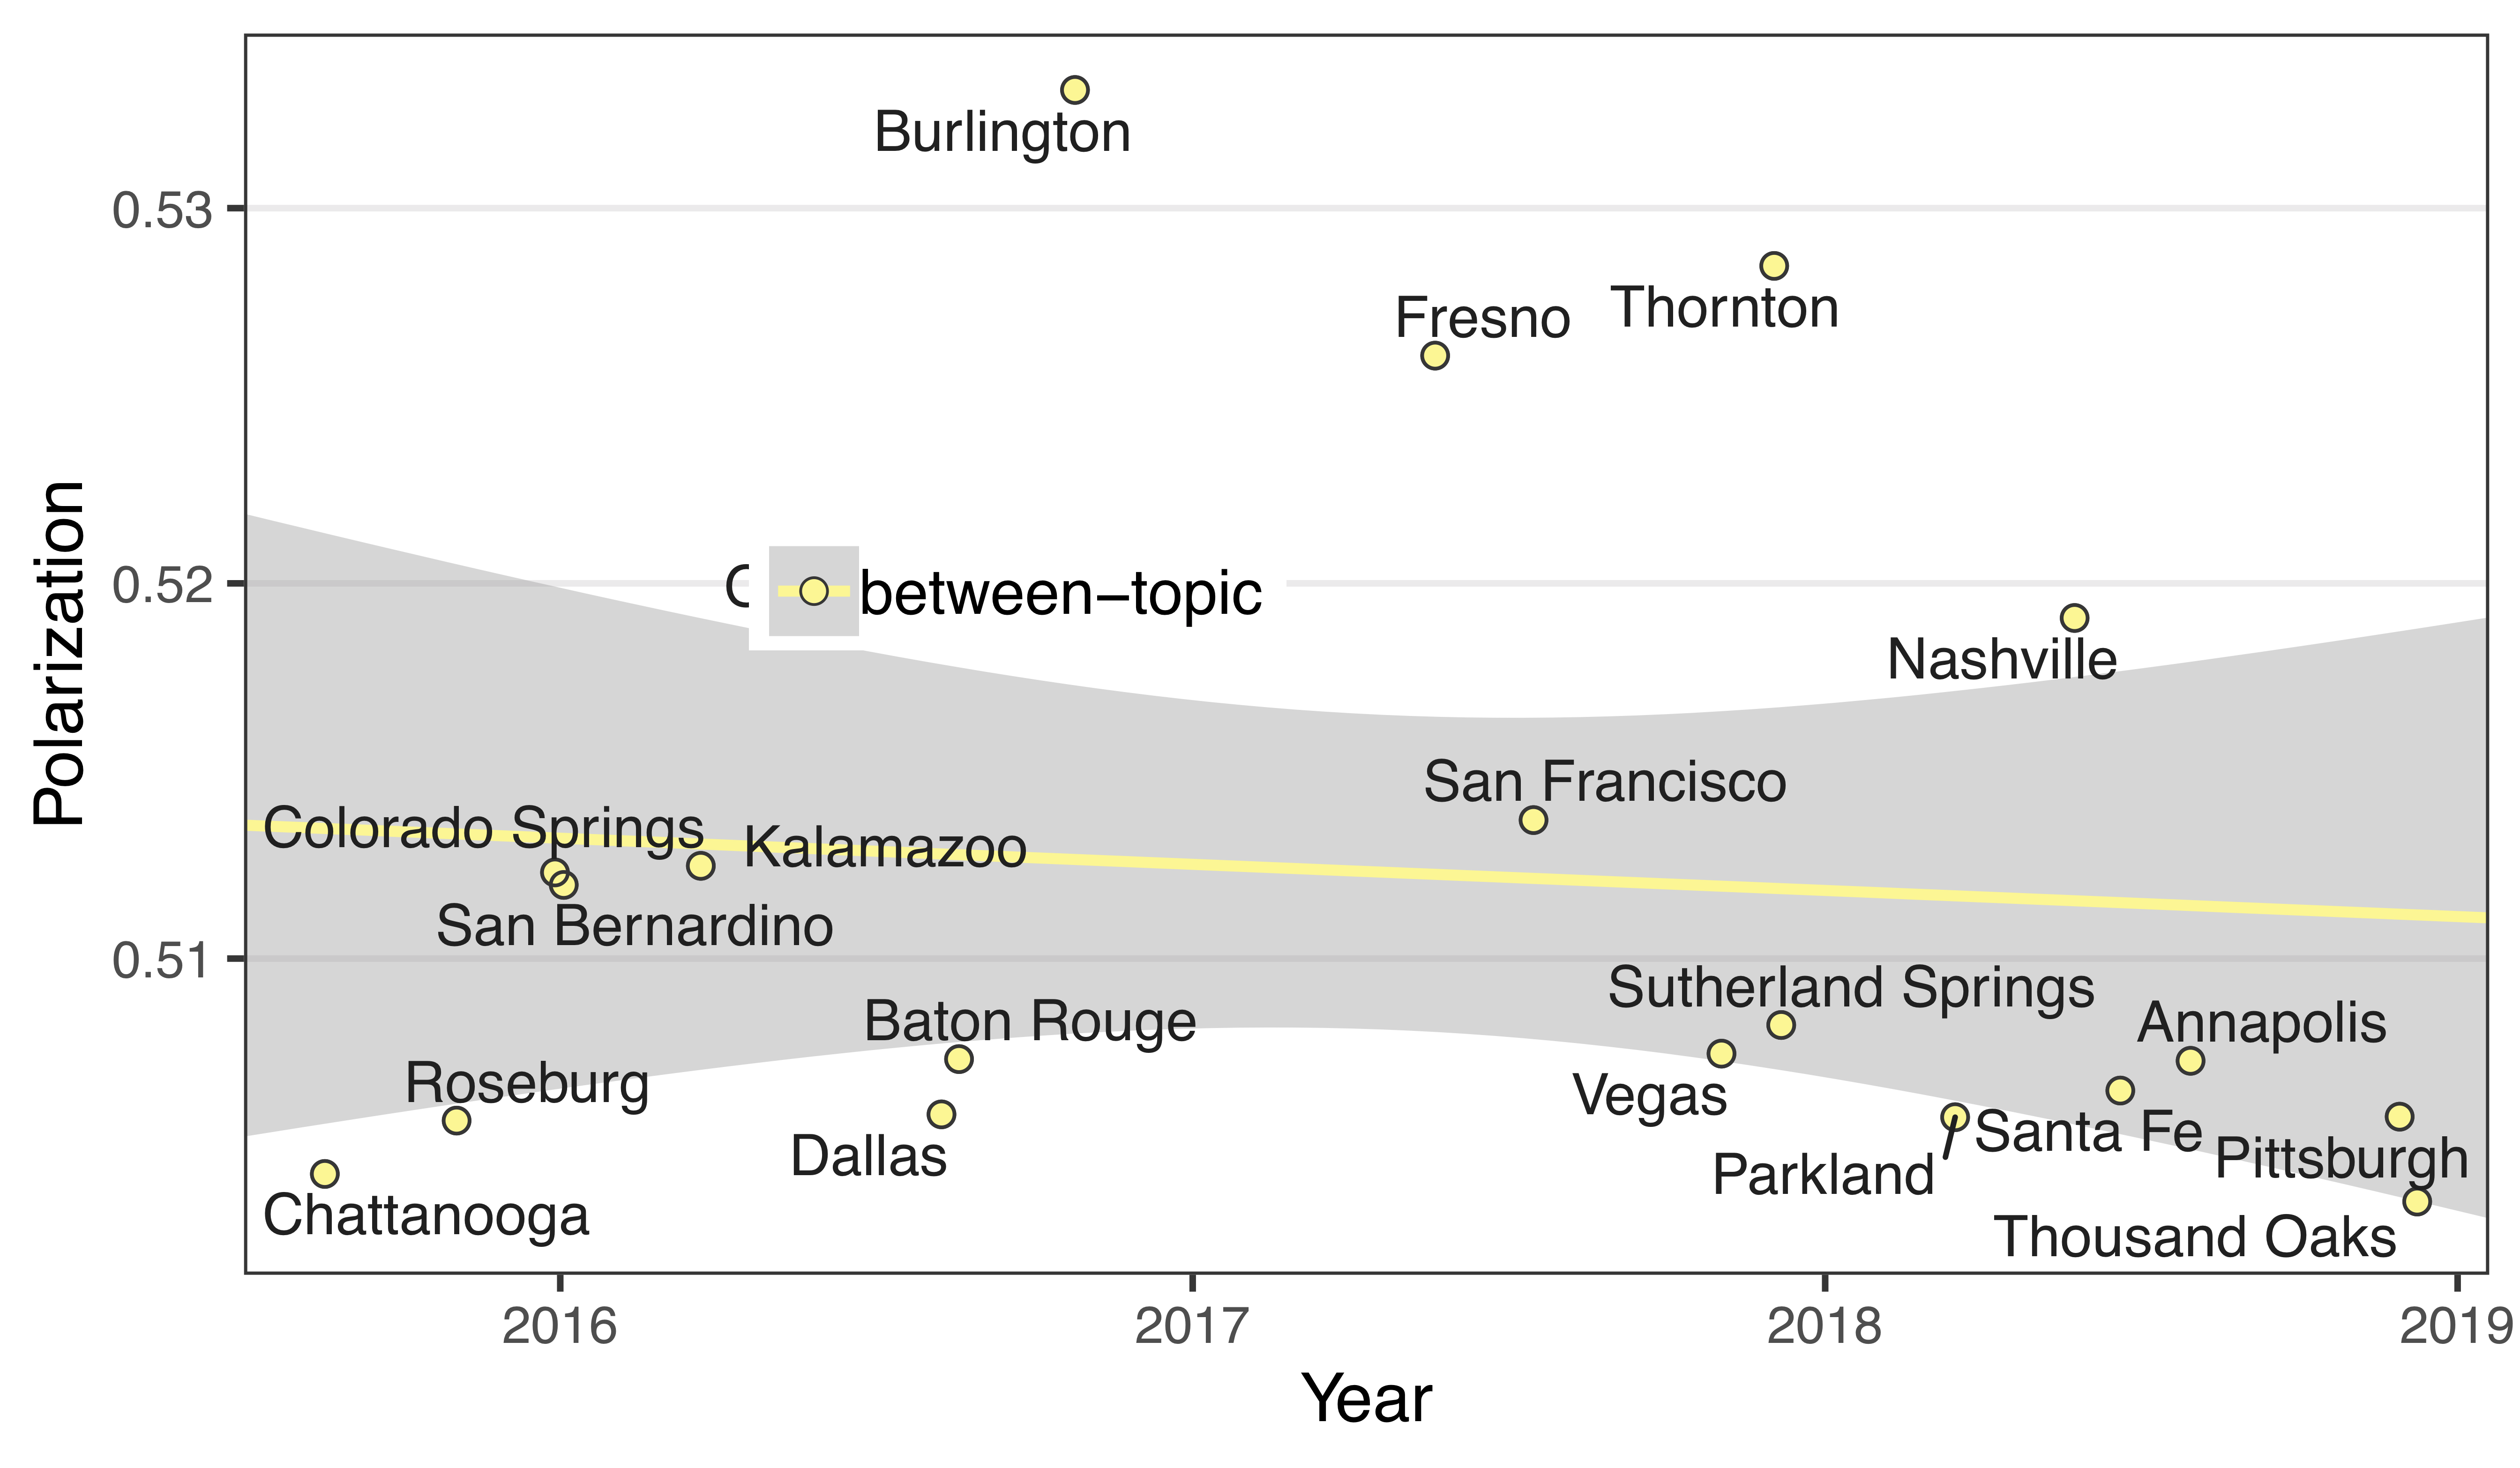 Burlington
0.53
Thornton
Fresno
0.52
between−topic
Nashville
Polarization
San Francisco
Colorado Springs
Kalamazoo
San Bernardino
0.51
Sutherland Springs
Baton Rouge
Annapolis
Roseburg
Vegas
Dallas
Santa Fe
Pittsburgh
Parkland
Chattanooga
Thousand Oaks
2016
2017
2018
2019
Year